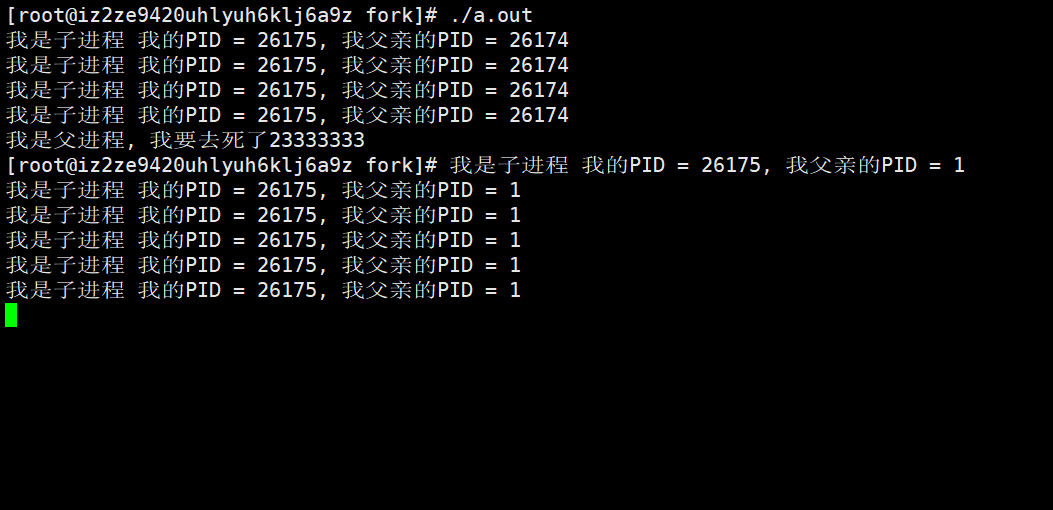 [root@iz2ze9420uhlyuh6klj6a9z fork]# ./a.out
我是子进程 我的PID = 26175, 我父亲的PID = 26174
我是子进程 我的PID = 26175, 我父亲的PID = 26174
我是子进程 我的PID = 26175, 我父亲的PID = 26174
我是子进程 我的PID = 26175, 我父亲的PID = 26174
我是父进程, 我要去死了23333333
[root@iz2ze9420uhlyuh6klj6a9z fork]# 我是子进程 我的PID = 26175, 我父亲的PID = 1
我是子进程 我的PID = 26175, 我父亲的PID = 1
我是子进程 我的PID = 26175, 我父亲的PID = 1
我是子进程 我的PID = 26175, 我父亲的PID = 1
我是子进程 我的PID = 26175, 我父亲的PID = 1
我是子进程 我的PID = 26175, 我父亲的PID = 1